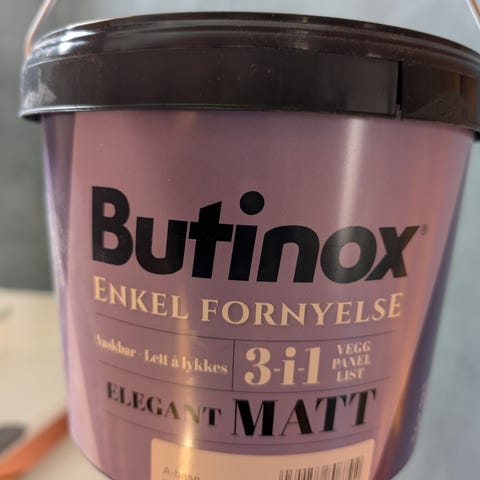 Butinox®
ENKEL FORNYELSE
Vaskbar - Lett å lykkes
3-i-1
VEGG
PANEL
LIST
ELEGANT MATT
A-base